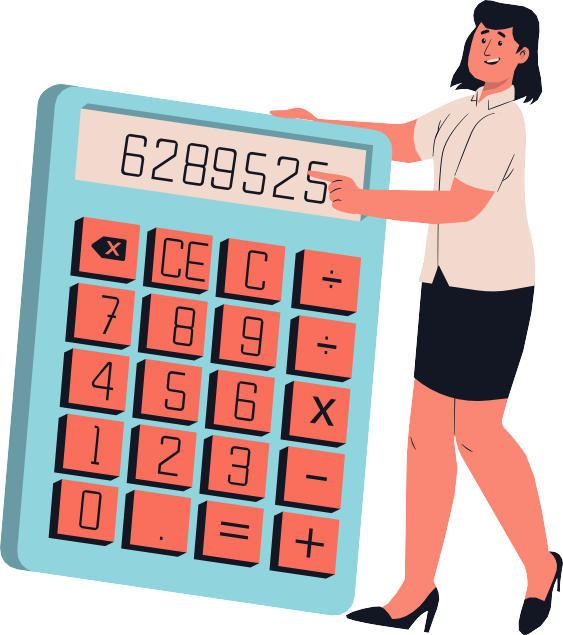 6289525
x CE C ÷
7 8 9 ÷
4 5 6 x
1 2 3 −
0 . = +